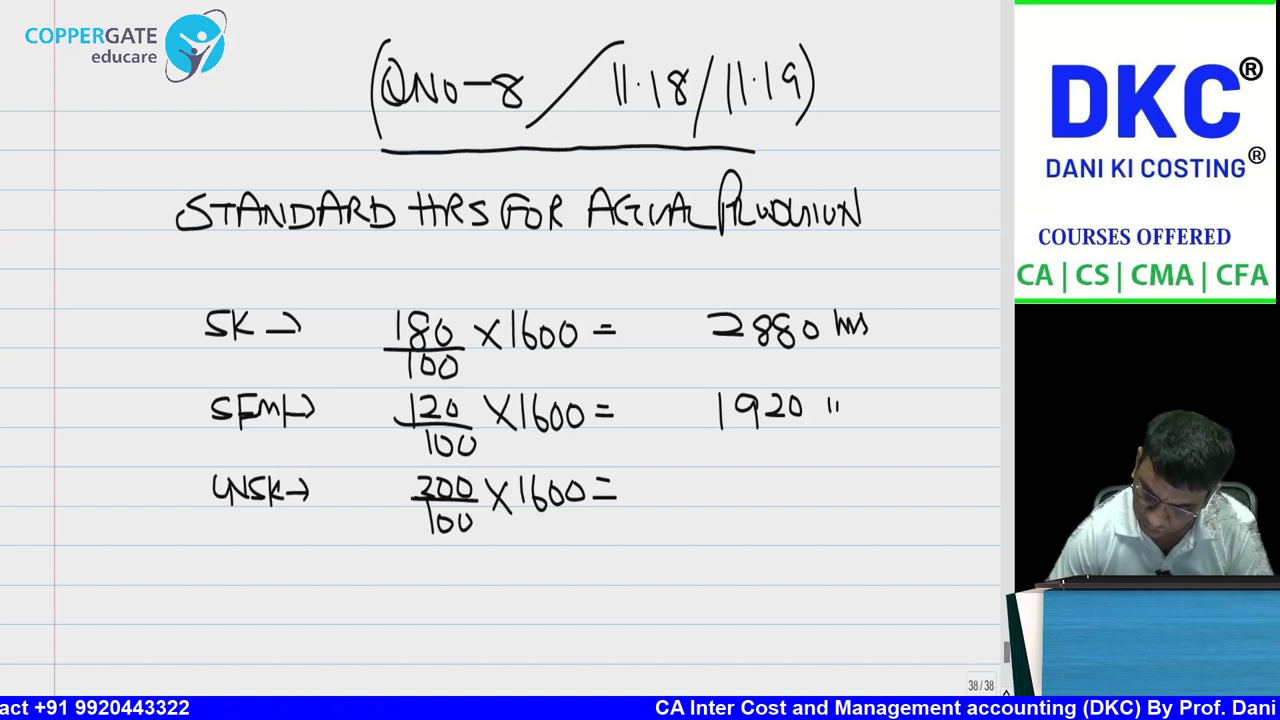 COPPERGATE
educare
(QNO-8 / 11.18/11.19)
STANDARD HRS FOR ACTUAL PRODUCTION
SK → 180/100 X 1600 = 2880 hrs
SEMI → 120/100 X 1600 = 1920 "
UNSK → 200/100 X 1600 =
38/38
DKC®
DANI KI COSTING®
COURSES OFFERED
CA | CS | CMA | CFA
act +91 9920443322 CA Inter Cost and Management accounting (DKC) By Prof. Dani